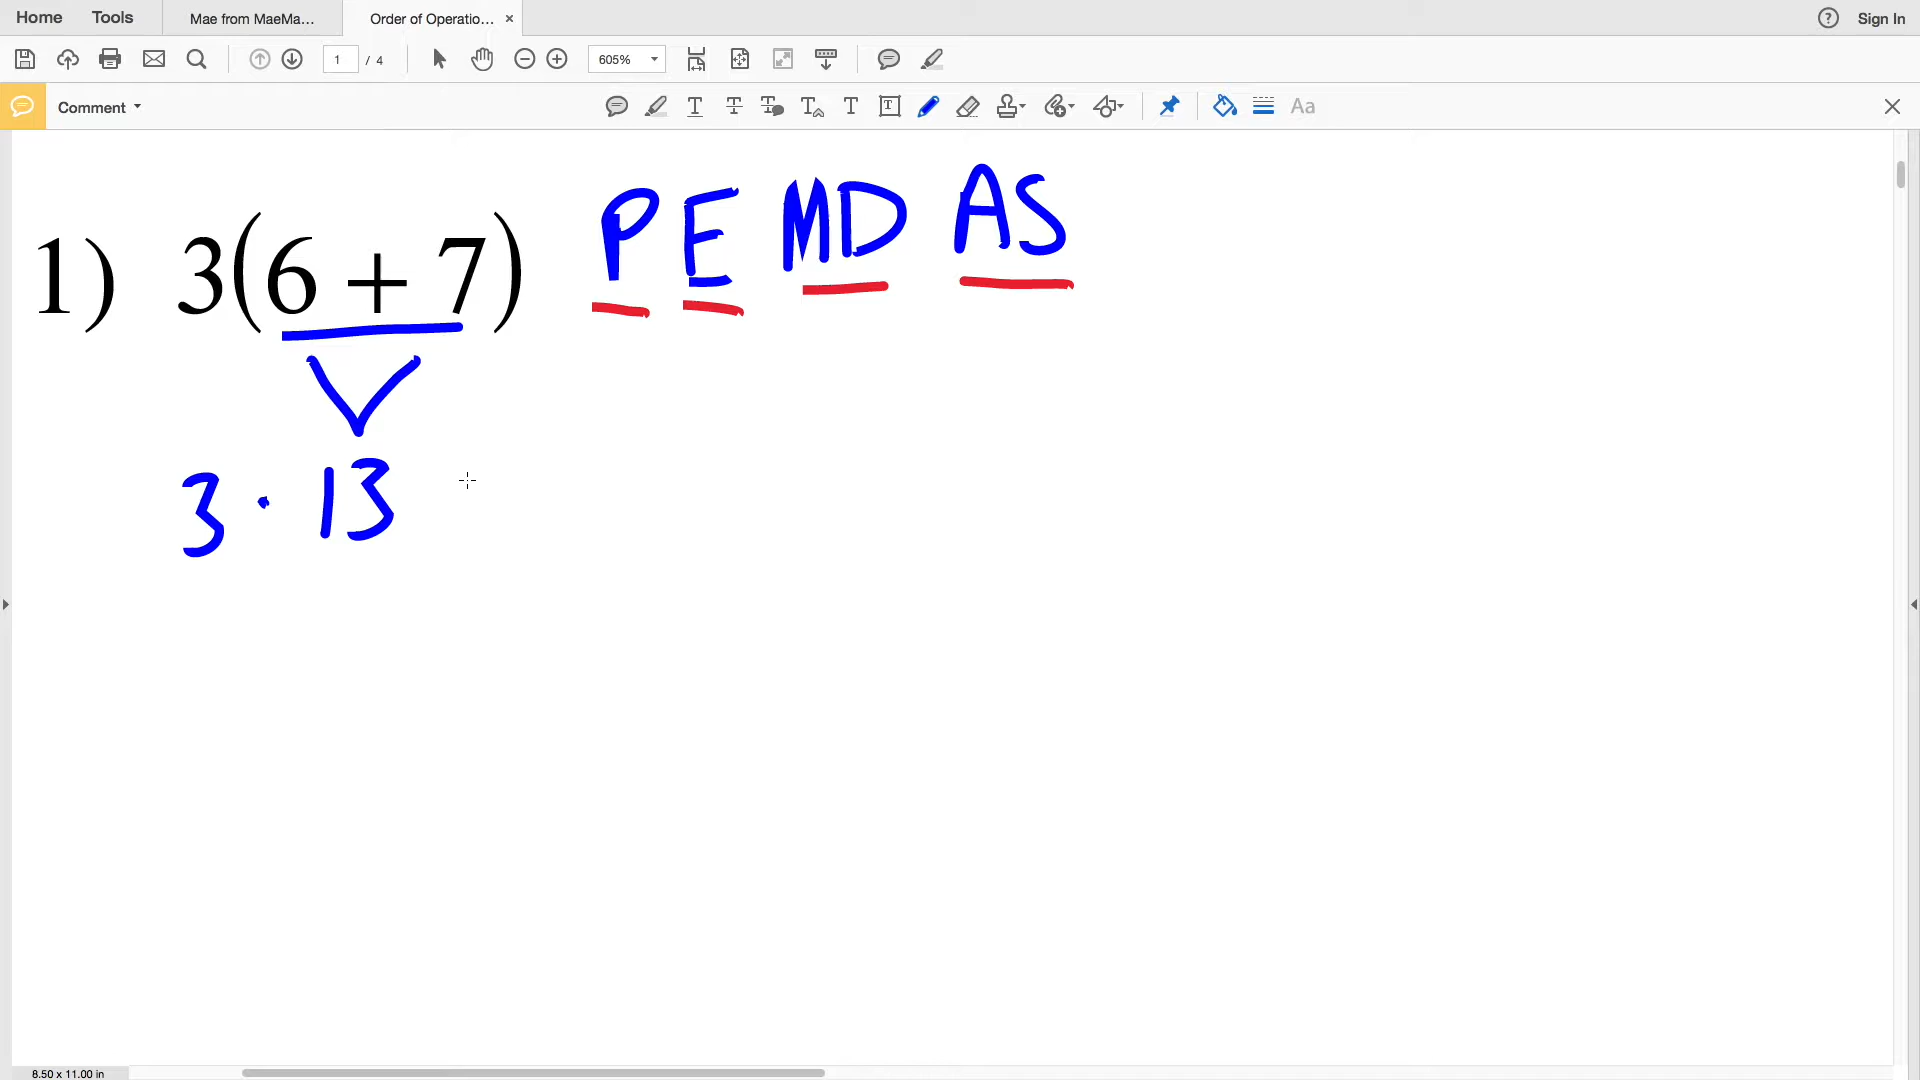 Home Tools Mae from MaeMa... Order of Operatio... × Sign In
1 / 4 605%
Comment Aa
P E MD AS
1) 3(6 + 7)
3 · 13
8.50 x 11.00 in